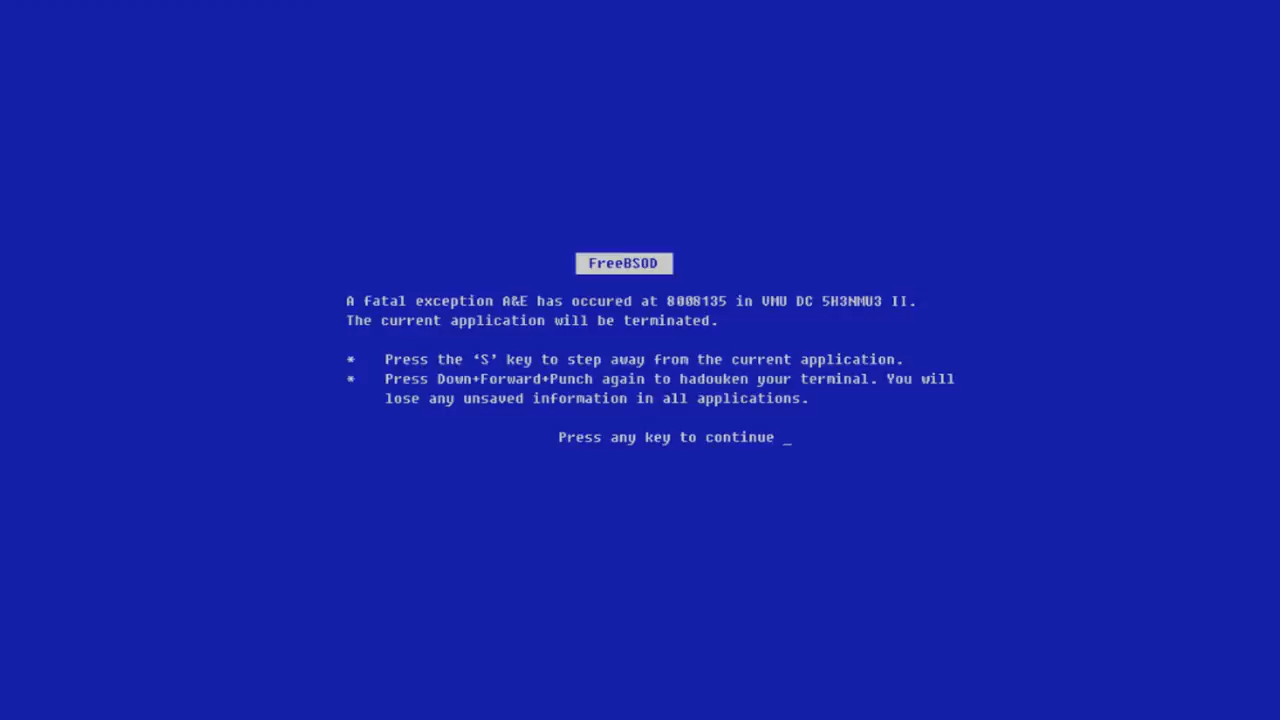 FreeBSOD
A fatal exception A&E has occured at 8008135 in VMU DC 5H3NMU3 II.
The current application will be terminated.
* Press the ‘S’ key to step away from the current application.
* Press Down+Forward+Punch again to hadouken your terminal. You will
lose any unsaved information in all applications.
Press any key to continue _